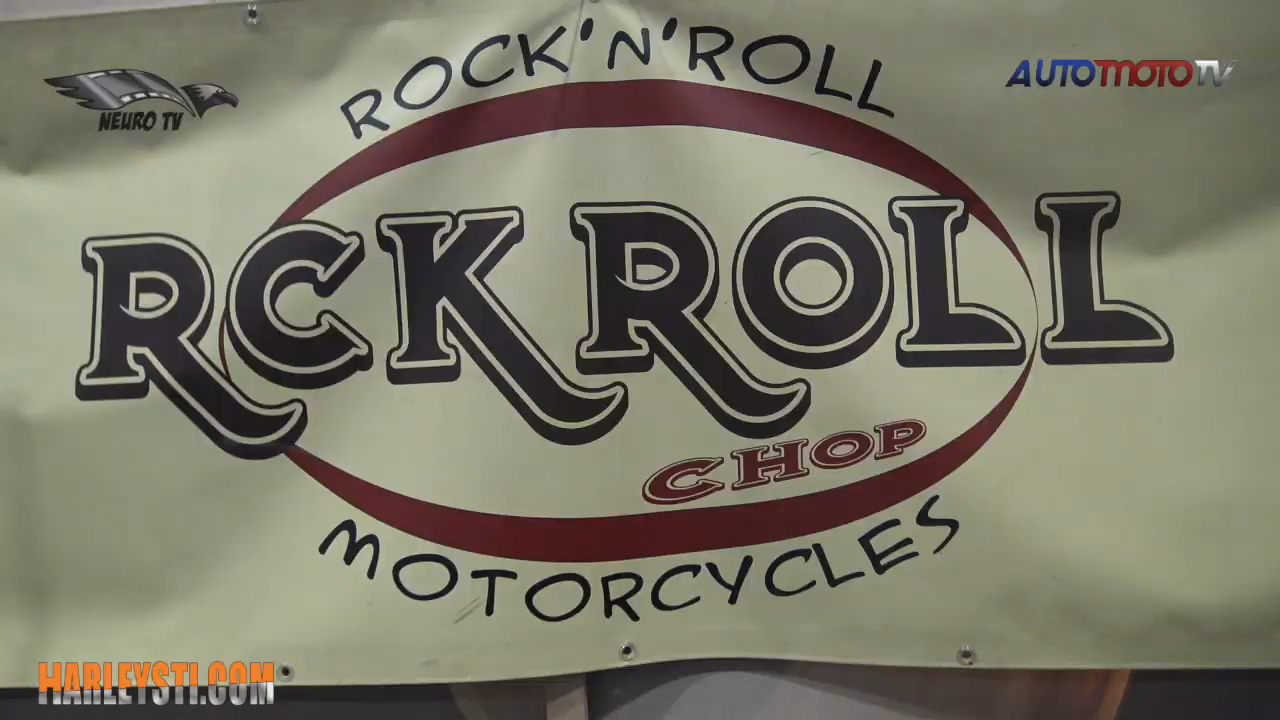 ROCK'N'ROLL
NEURO TV
AUTOMOTOTV
RCKROLL
CHOP
MOTORCYCLES
HARLEYSTI.COM